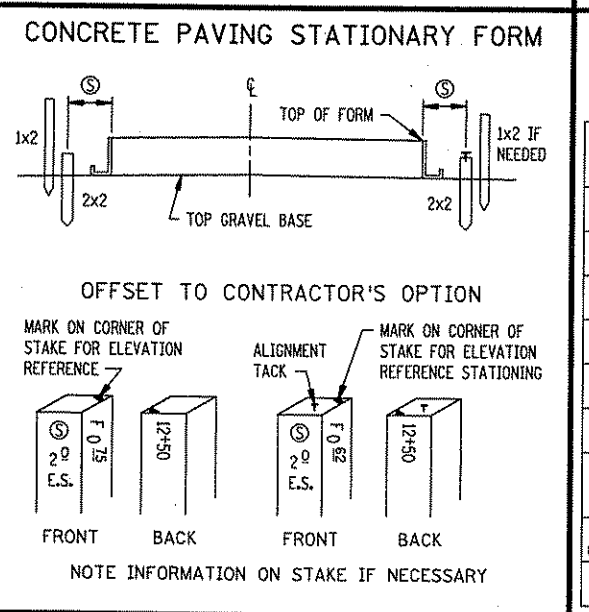 CONCRETE PAVING STATIONARY FORM
Ⓢ
℄
Ⓢ
TOP OF FORM
1x2
1x2 IF
NEEDED
2x2
2x2
TOP GRAVEL BASE
OFFSET TO CONTRACTOR'S OPTION
MARK ON CORNER OF
STAKE FOR ELEVATION
REFERENCE
ALIGNMENT
TACK
MARK ON CORNER OF
STAKE FOR ELEVATION
REFERENCE STATIONING
Ⓢ
2º
E.S.
F 0 75
12+50
Ⓢ
2º
E.S.
F 0 62
12+50
FRONT
BACK
FRONT
BACK
NOTE INFORMATION ON STAKE IF NECESSARY